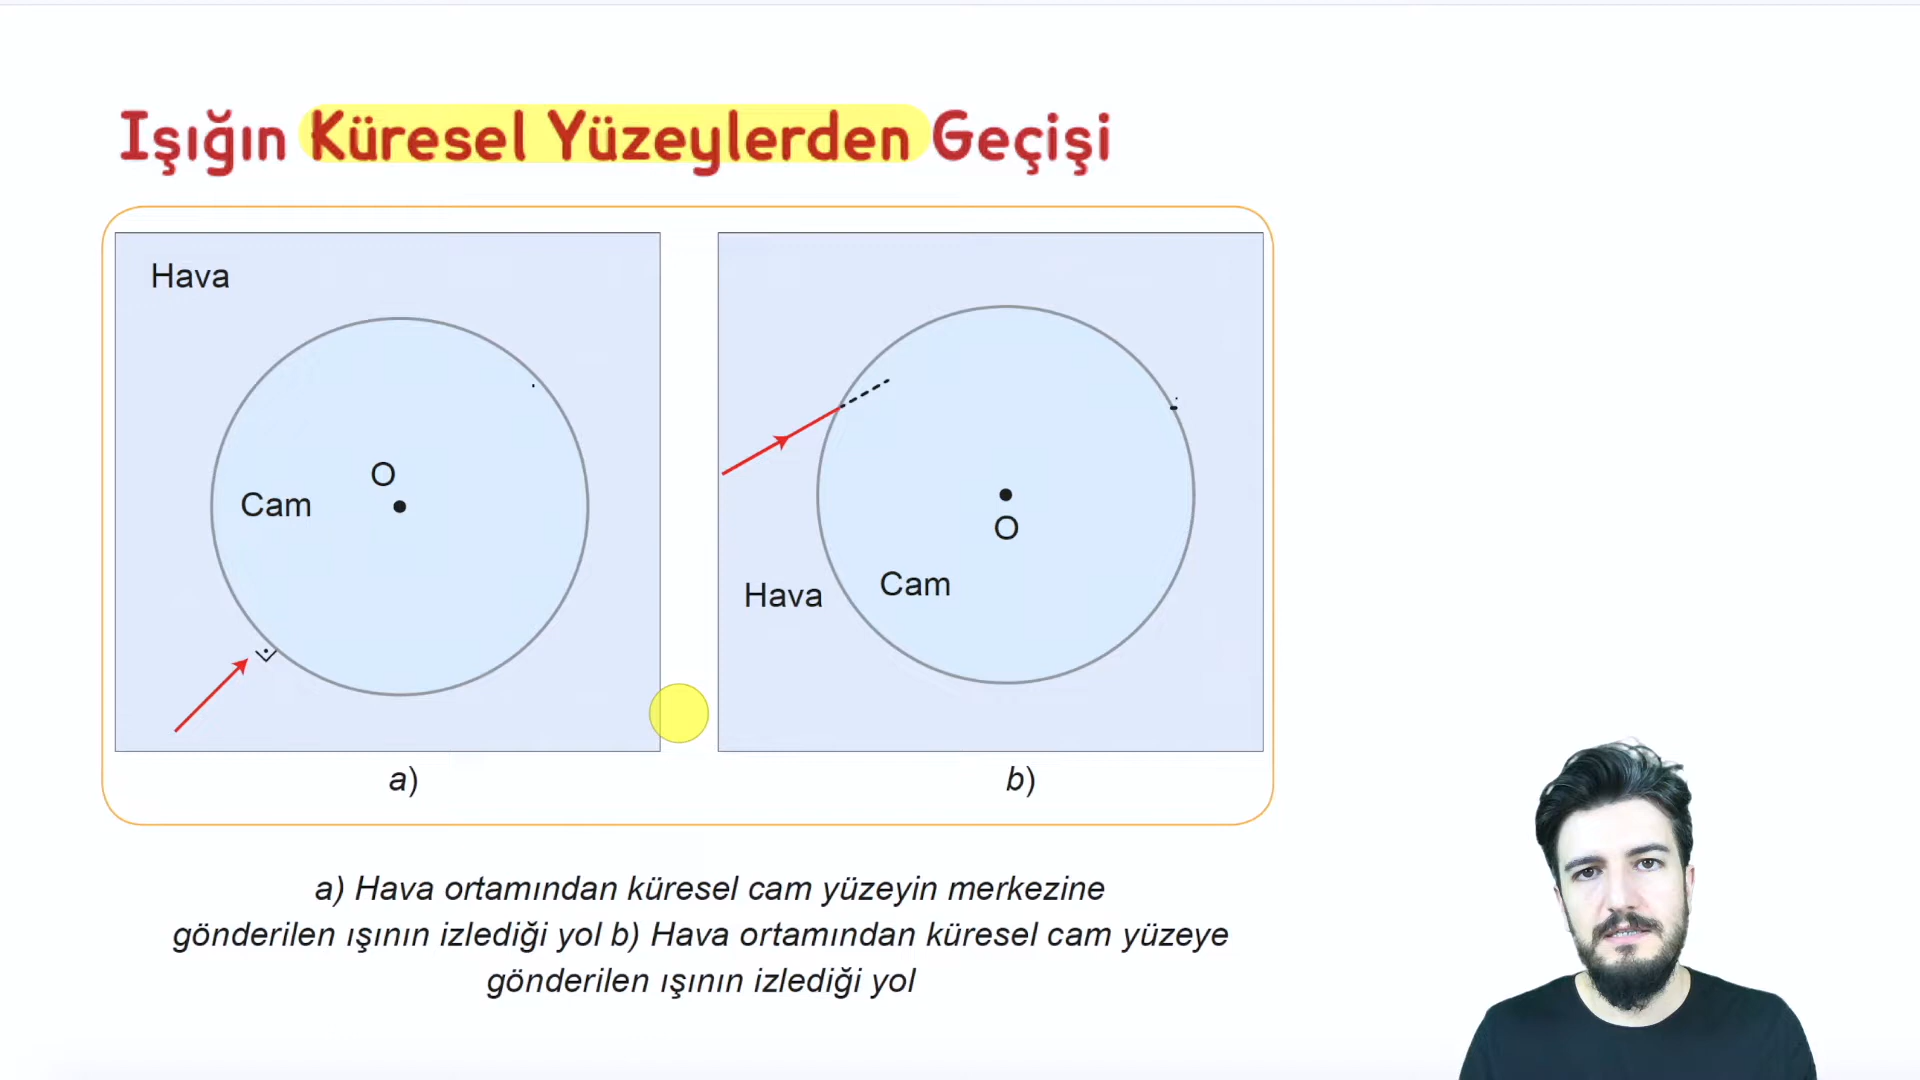 Işığın Küresel Yüzeylerden Geçişi
Hava
O
Cam
a)
O
Cam
Hava
b)
a) Hava ortamından küresel cam yüzeyin merkezine
gönderilen ışının izlediği yol b) Hava ortamından küresel cam yüzeye
gönderilen ışının izlediği yol